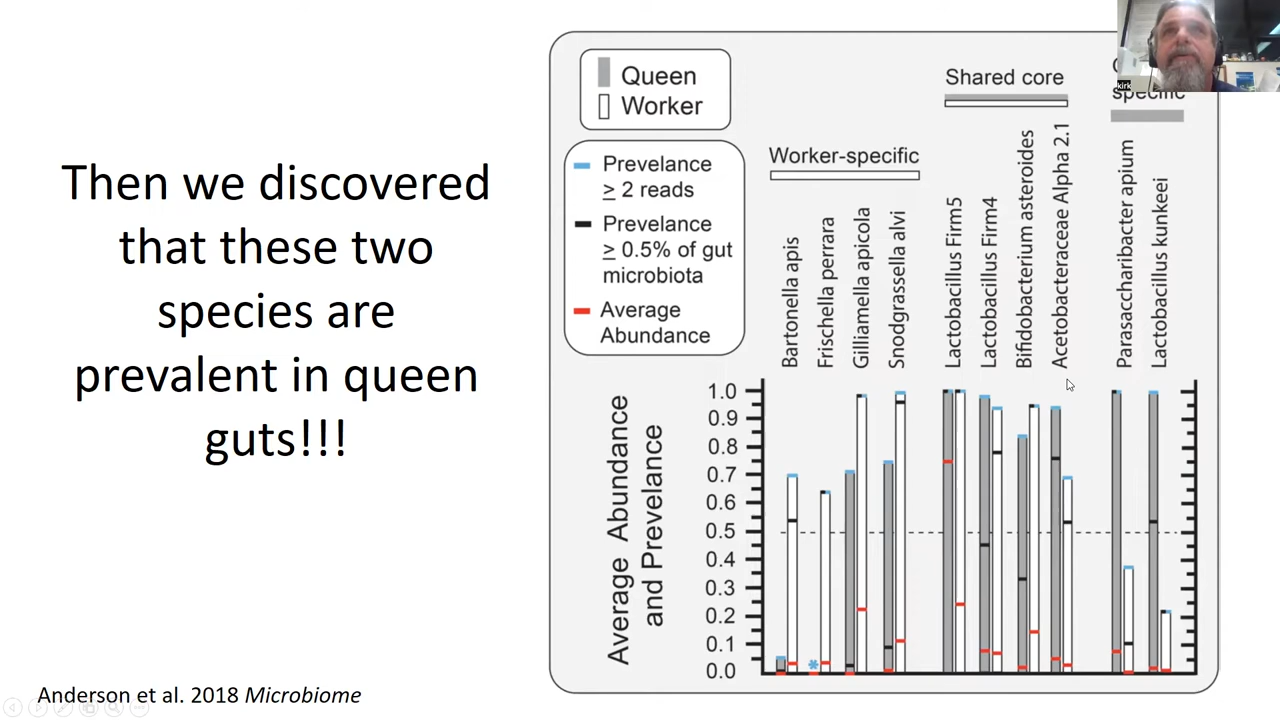 Then we discovered
that these two
species are
prevalent in queen
guts!!!
Anderson et al. 2018 Microbiome
Queen
Worker
Prevelance
≥ 2 reads
Prevelance
≥ 0.5% of gut
microbiota
Average
Abundance
Worker-specific
Shared core
specific
kirk
Bartonella apis
Frischella perrara
Gilliamella apicola
Snodgrassella alvi
Lactobacillus Firm5
Lactobacillus Firm4
Bifidobacterium asteroides
Acetobacteraceae Alpha 2.1
Parasaccharibacter apium
Lactobacillus kunkeei
Average Abundance
and Prevelance
1.0
0.9
0.8
0.7
0.6
0.5
0.4
0.3
0.2
0.1
0.0
*